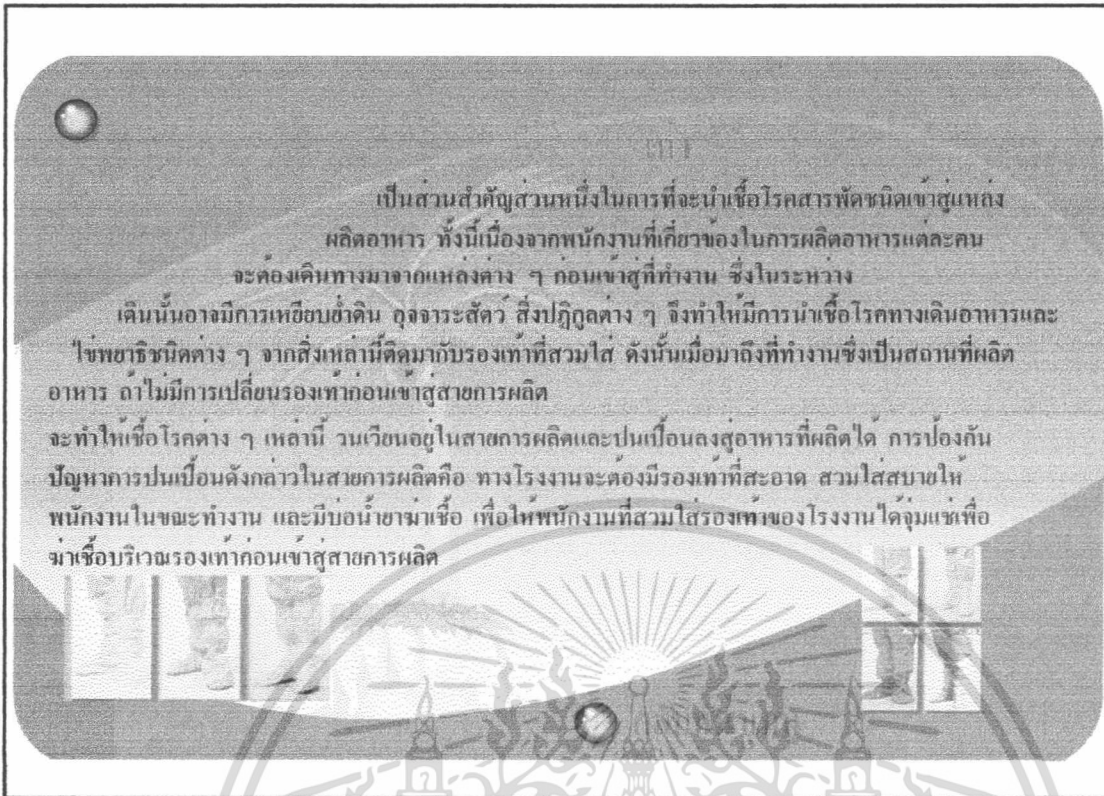 เป็นส่วนสำคัญส่วนหนึ่งในการที่จะนำเชื้อโรคสารพัดชนิดเข้าสู่แหล่ง
ผลิตอาหาร ทั้งนี้เนื่องจากพนักงานที่เกี่ยวข้องในการผลิตอาหารแต่ละคน
จะต้องเดินทางมาจากแหล่งต่าง ๆ ก่อนเข้าสู่ที่ทำงาน ซึ่งในระหว่าง
เดินนั้นอาจมีการเหยียบย่ำดิน อุจจาระสัตว์ สิ่งปฏิกูลต่าง ๆ จึงทำให้มีการนำเชื้อโรคทางเดินอาหารและ
ไข่พยาธิชนิดต่าง ๆ จากสิ่งเหล่านี้ติดมากับรองเท้าที่สวมใส่ ดังนั้นเมื่อมาถึงที่ทำงานซึ่งเป็นสถานที่ผลิต
อาหาร ถ้าไม่มีการเปลี่ยนรองเท้าก่อนเข้าสู่สายการผลิต
จะทำให้เชื้อโรคต่าง ๆ เหล่านี้ วนเวียนอยู่ในสายการผลิตและปนเปื้อนลงสู่อาหารที่ผลิตได้ การป้องกัน
ปัญหาการปนเปื้อนดังกล่าวในสายการผลิตคือ ทางโรงงานจะต้องมีรองเท้าที่สะอาด สวมใส่สบายให้
พนักงานในขณะทำงาน และมีบ่อน้ำยาฆ่าเชื้อ เพื่อให้พนักงานที่สวมใส่รองเท้าของโรงงานได้จุ่มแช่เพื่อ
ฆ่าเชื้อบริเวณรองเท้าก่อนเข้าสู่สายการผลิต